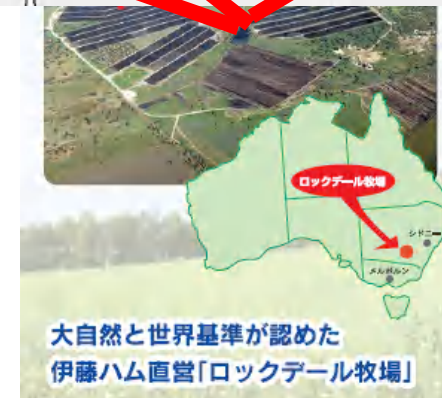 ロックデール牧場
シドニー
メルボルン
大自然と世界基準が認めた
伊藤ハム直営「ロックデール牧場」